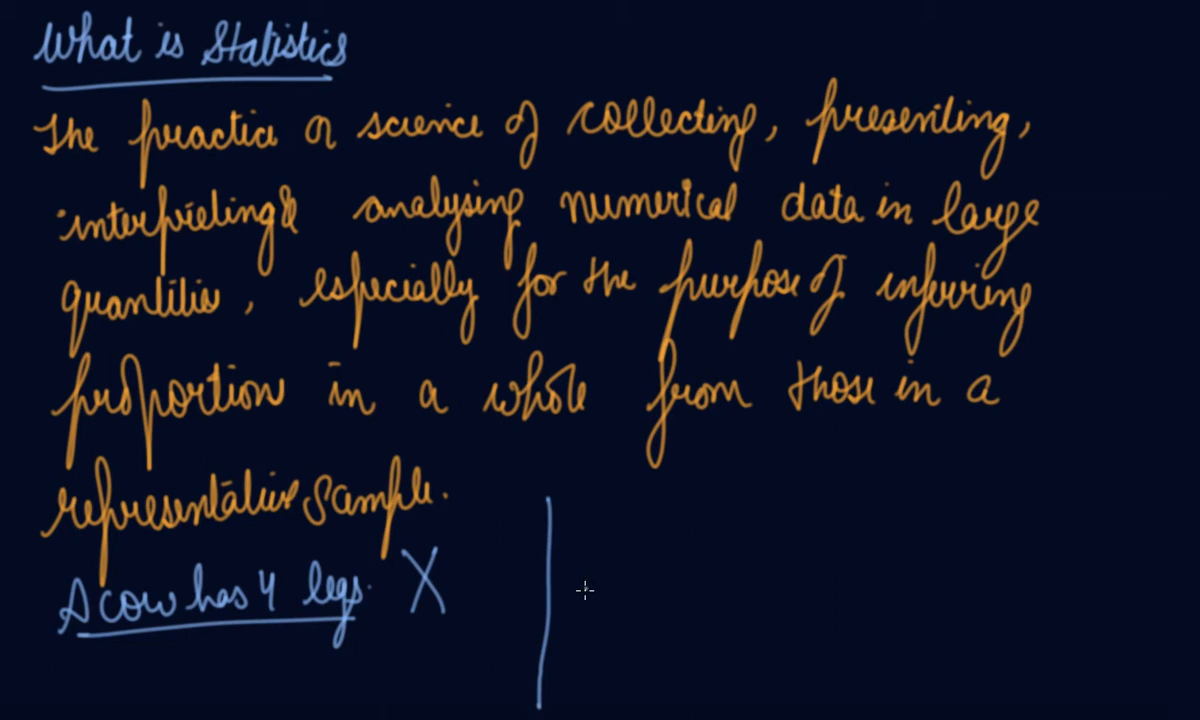 What is Statistics
The practice or science of collecting, presenting,
interpreting & analysing numerical data in large
quantities, especially for the purpose of inferring
proportion in a whole from those in a
representative sample.
A cow has 4 legs. X